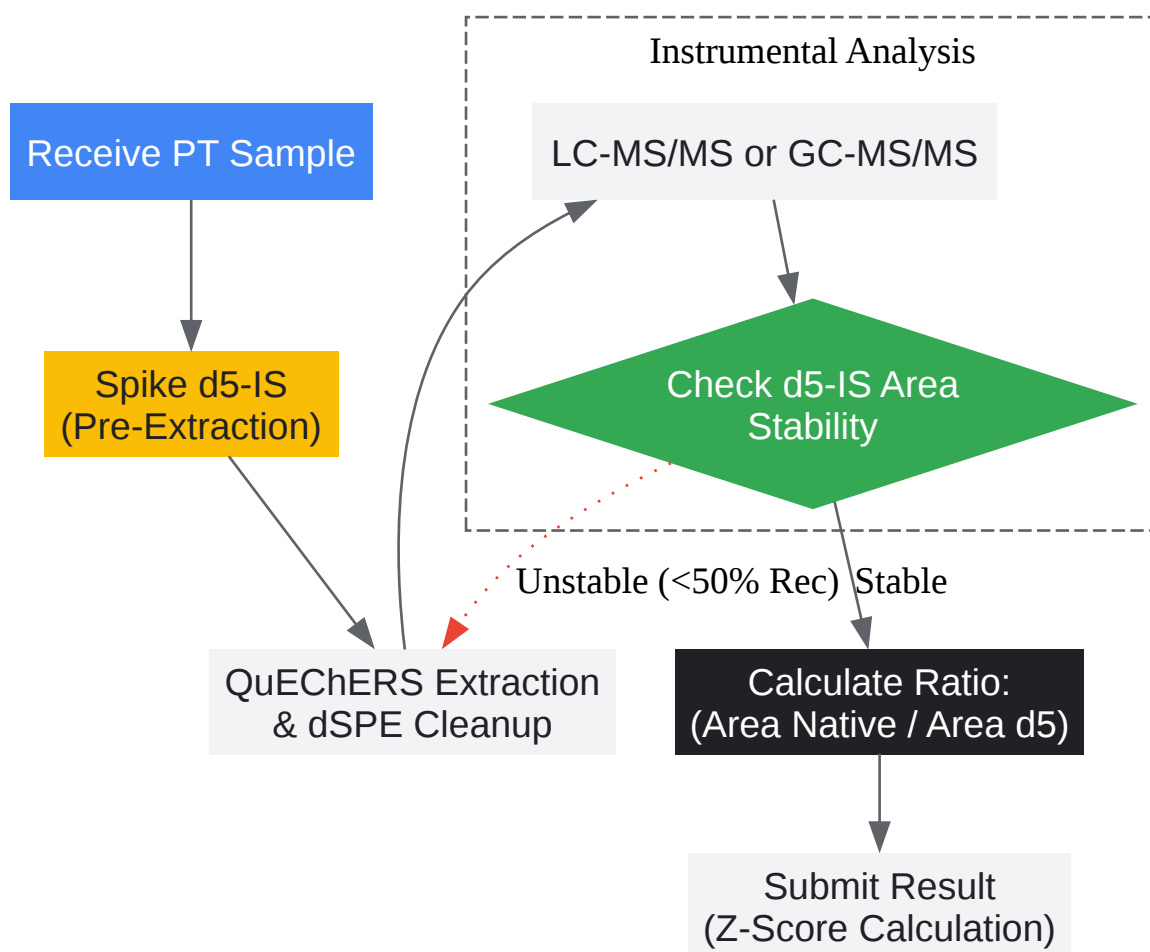 Instrumental Analysis
Receive PT Sample
LC-MS/MS or GC-MS/MS
Spike d5-IS
(Pre-Extraction)
Check d5-IS Area
Stability
Unstable (<50% Rec)
Stable
QuEChERS Extraction
& dSPE Cleanup
Calculate Ratio:
(Area Native / Area d5)
Submit Result
(Z-Score Calculation)